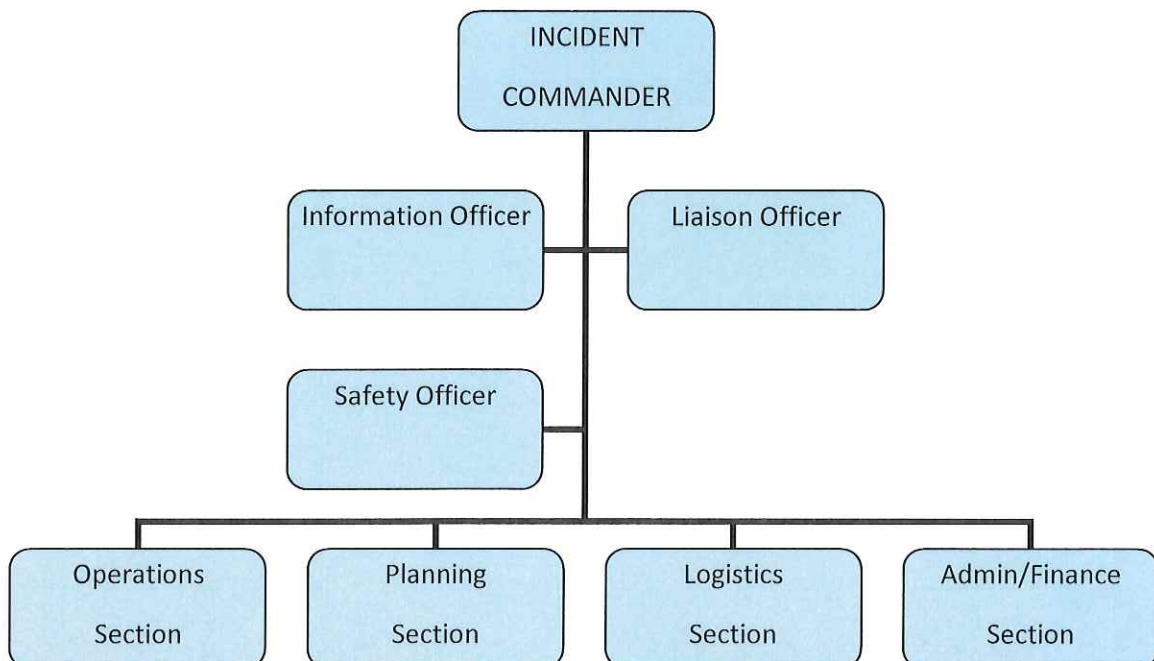 INCIDENT
COMMANDER
Information Officer
Liaison Officer
Safety Officer
Operations
Section
Planning
Section
Logistics
Section
Admin/Finance
Section